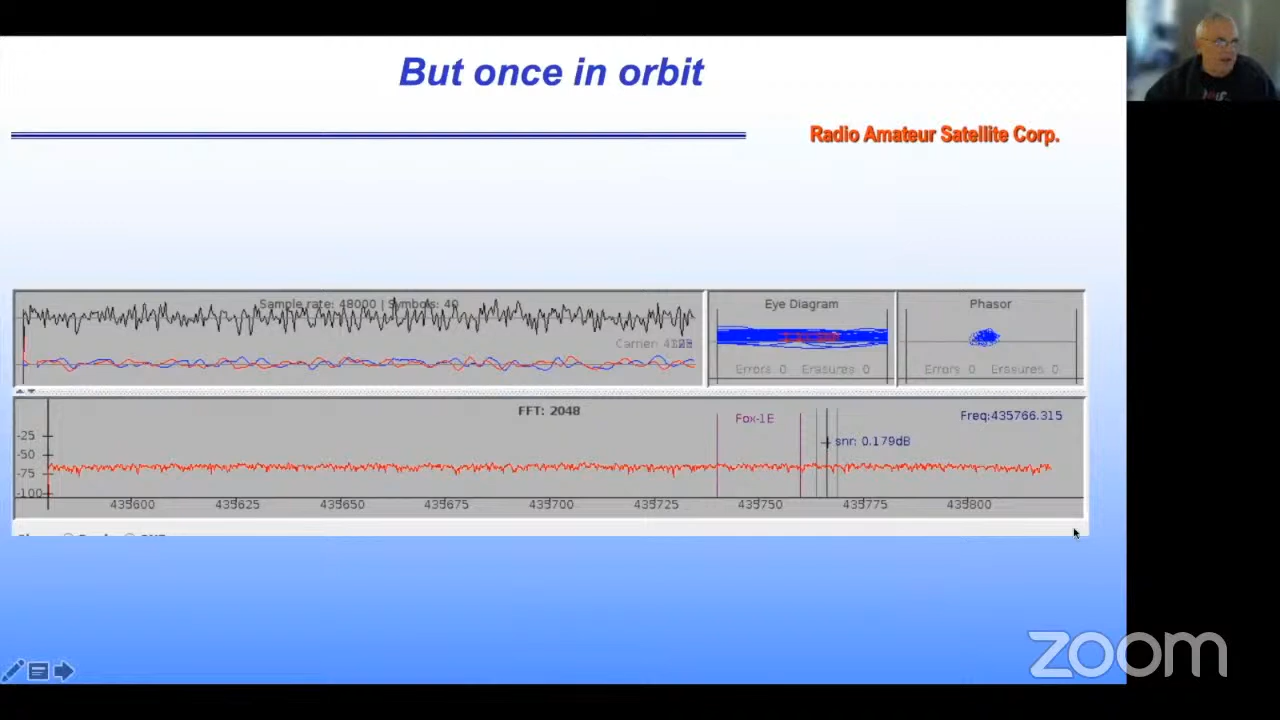 But once in orbit
Radio Amateur Satellite Corp.
Sample rate: 48000 | Symbols: 40
Eye Diagram
Phasor
Errors 0 Erasures 0
Errors 0 Erasures 0
FFT: 2048
Fox-1E
Freq:435766.315
snr: 0.179dB
-25
-50
-75
-100
435600 435625 435650 435675 435700 435725 435750 435775 435800
zoom